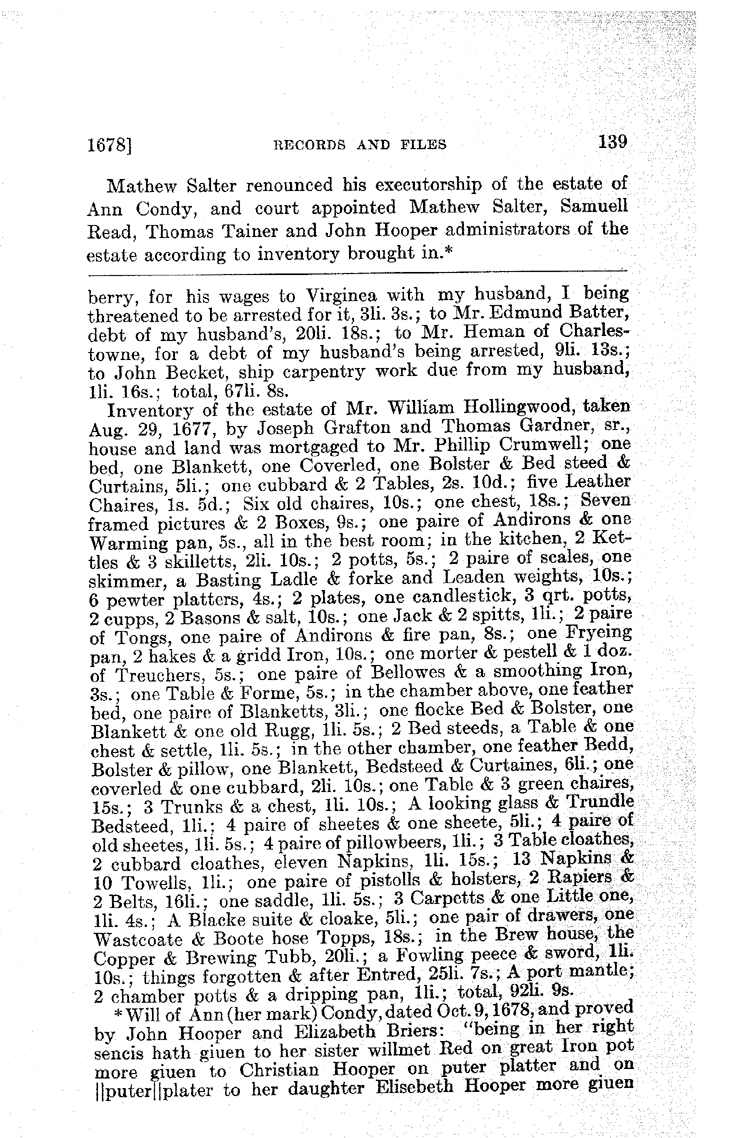 1678] RECORDS AND FILES 139
Mathew Salter renounced his executorship of the estate of
Ann Condy, and court appointed Mathew Salter, Samuell
Read, Thomas Tainer and John Hooper administrators of the
estate according to inventory brought in.*
berry, for his wages to Virginea with my husband, I being
threatened to be arrested for it, 3li. 3s.; to Mr. Edmund Batter,
debt of my husband's, 20li. 18s.; to Mr. Heman of Charles-
towne, for a debt of my husband's being arrested, 9li. 13s.;
to John Becket, ship carpentry work due from my husband,
1li. 16s.; total, 67li. 8s.
Inventory of the estate of Mr. William Hollingwood, taken
Aug. 29, 1677, by Joseph Grafton and Thomas Gardner, sr.,
house and land was mortgaged to Mr. Phillip Crumwell; one
bed, one Blankett, one Coverled, one Bolster & Bed steed &
Curtains, 5li.; one cubbard & 2 Tables, 2s. 10d.; five Leather
Chaires, 1s. 5d.; Six old chaires, 10s.; one chest, 18s.; Seven
framed pictures & 2 Boxes, 9s.; one paire of Andirons & one
Warming pan, 5s., all in the best room; in the kitchen, 2 Ket-
tles & 3 skilletts, 2li. 10s.; 2 potts, 5s.; 2 paire of scales, one
skimmer, a Basting Ladle & forke and Leaden weights, 10s.;
6 pewter platters, 4s.; 2 plates, one candlestick, 3 qrt. potts,
2 cupps, 2 Basons & salt, 10s.; one Jack & 2 spitts, 1li.; 2 paire
of Tongs, one paire of Andirons & fire pan, 8s.; one Fryeing
pan, 2 hakes & a gridd Iron, 10s.; one morter & pestell & 1 doz.
of Treuchers, 5s.; one paire of Bellowes & a smoothing Iron,
3s.; one Table & Forme, 5s.; in the chamber above, one feather
bed, one paire of Blanketts, 3li.; one flocke Bed & Bolster, one
Blankett & one old Rugg, 1li. 5s.; 2 Bed steeds, a Table & one
chest & settle, 1li. 5s.; in the other chamber, one feather Bedd,
Bolster & pillow, one Blankett, Bedsteed & Curtaines, 6li.; one
coverled & one cubbard, 2li. 10s.; one Table & 3 green chaires,
15s.; 3 Trunks & a chest, 1li. 10s.; A looking glass & Trundle
Bedsteed, 1li.; 4 paire of sheetes & one sheete, 5li.; 4 paire of
old sheetes, 1li. 5s.; 4 paire of pillowbeers, 1li.; 3 Table cloathes,
2 cubbard cloathes, eleven Napkins, 1li. 15s.; 13 Napkins &
10 Towells, 1li.; one paire of pistolls & holsters, 2 Rapiers &
2 Belts, 16li.; one saddle, 1li. 5s.; 3 Carpetts & one Little one,
1li. 4s.; A Blacke suite & cloake, 5li.; one pair of drawers, one
Wastcoate & Boote hose Topps, 18s.; in the Brew house, the
Copper & Brewing Tubb, 20li.; a Fowling peece & sword, 1li.
10s.; things forgotten & after Entred, 25li. 7s.; A port mantle;
2 chamber potts & a dripping pan, 1li.; total, 92li. 9s.
*Will of Ann (her mark) Condy, dated Oct. 9, 1678, and proved
by John Hooper and Elizabeth Briers: "being in her right
sencis hath giuen to her sister willmet Red on great Iron pot
more giuen to Christian Hooper on puter platter and on
||puter||plater to her daughter Elisebeth Hooper more giuen